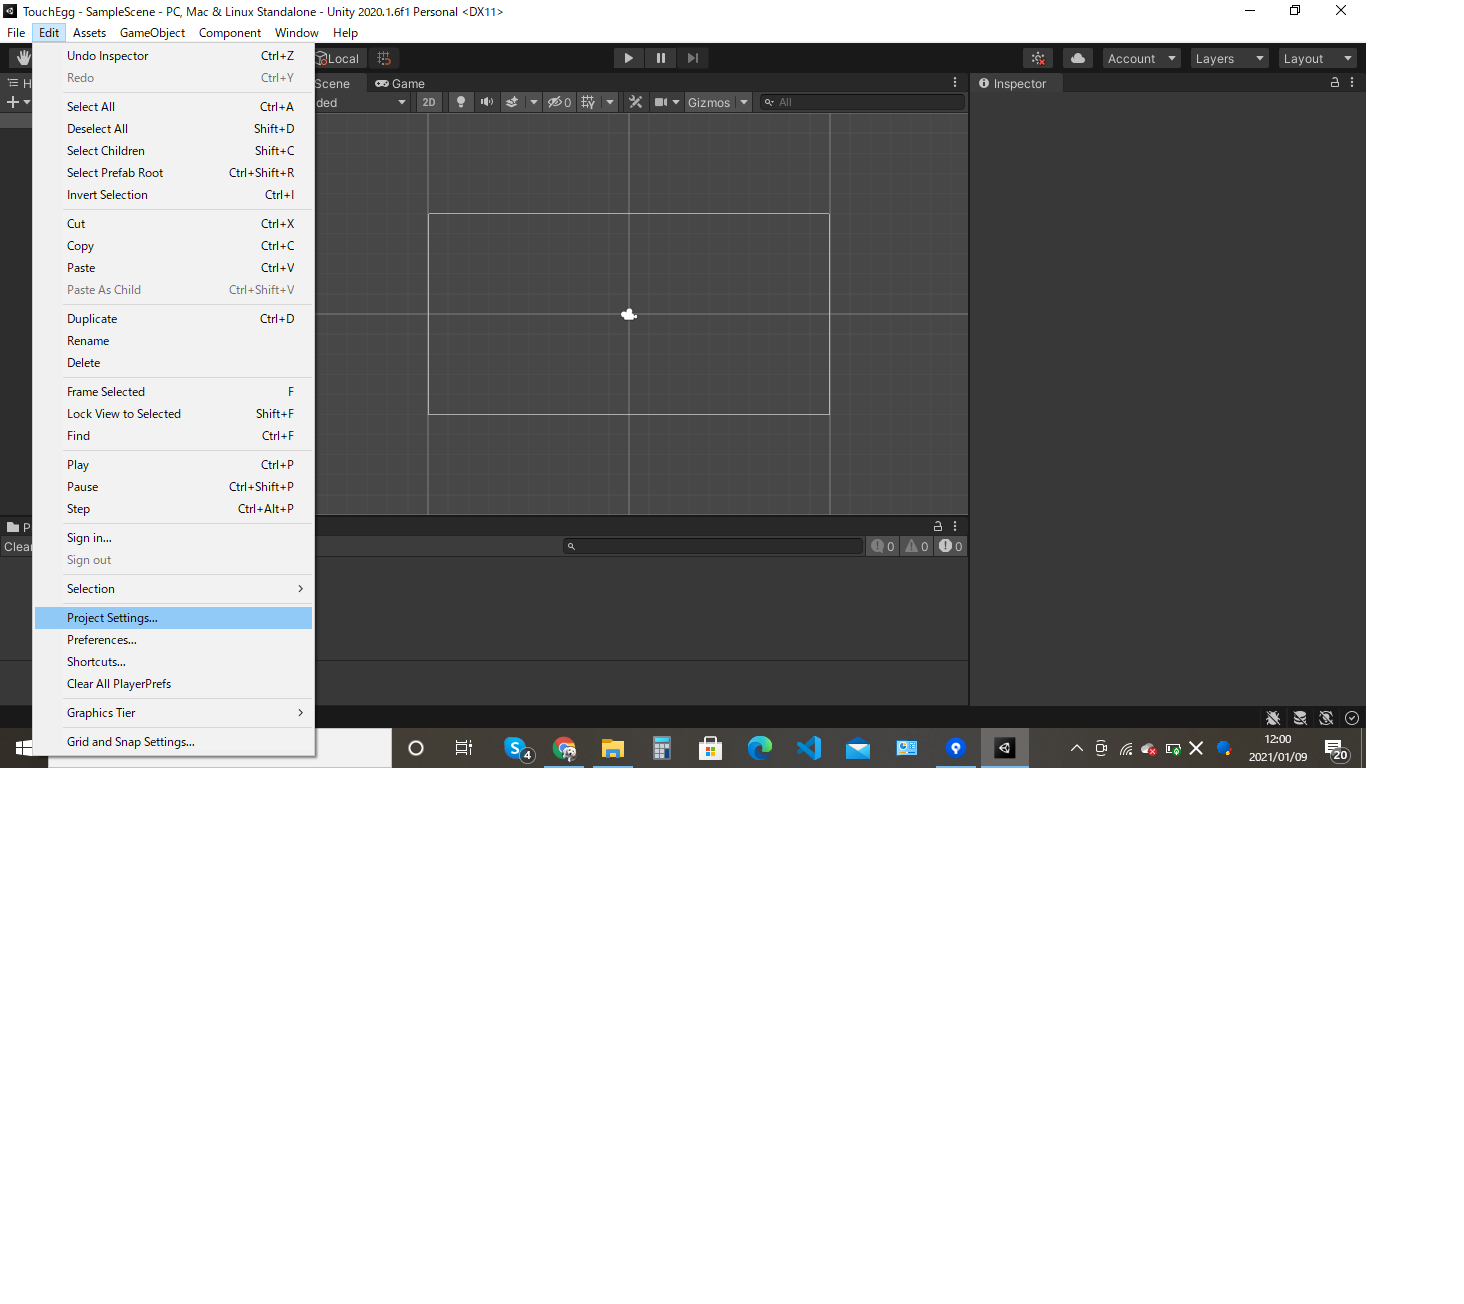 TouchEgg - SampleScene - PC, Mac & Linux Standalone - Unity 2020.1.6f1 Personal <DX11>
File Edit Assets GameObject Component Window Help
Local
Account Layers Layout
H
Scene Game
Inspector
ded 2D 0 Gizmos All
Undo Inspector Ctrl+Z
Redo Ctrl+Y
Select All Ctrl+A
Deselect All Shift+D
Select Children Shift+C
Select Prefab Root Ctrl+Shift+R
Invert Selection Ctrl+I
Cut Ctrl+X
Copy Ctrl+C
Paste Ctrl+V
Paste As Child Ctrl+Shift+V
Duplicate Ctrl+D
Rename
Delete
Frame Selected F
Lock View to Selected Shift+F
Find Ctrl+F
Play Ctrl+P
Pause Ctrl+Shift+P
Step Ctrl+Alt+P
Sign in...
Sign out
Selection
Project Settings...
Preferences...
Shortcuts...
Clear All PlayerPrefs
Graphics Tier
Grid and Snap Settings...
P
Clear
0 0 0
4
12:00
2021/01/09
20